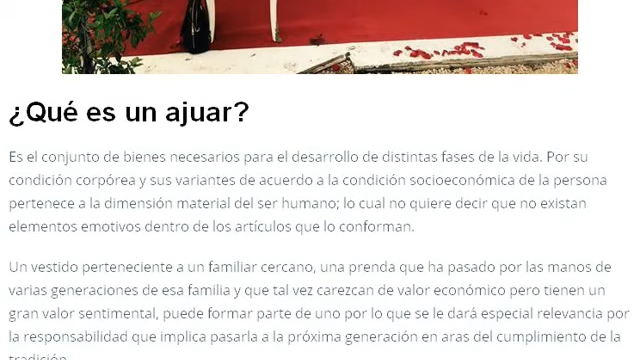 ¿Qué es un ajuar?
Es el conjunto de bienes necesarios para el desarrollo de distintas fases de la vida. Por su
condición corpórea y sus variantes de acuerdo a la condición socioeconómica de la persona
pertenece a la dimensión material del ser humano; lo cual no quiere decir que no existan
elementos emotivos dentro de los artículos que lo conforman.
Un vestido perteneciente a un familiar cercano, una prenda que ha pasado por las manos de
varias generaciones de esa familia y que tal vez carezcan de valor económico pero tienen un
gran valor sentimental, puede formar parte de uno por lo que se le dará especial relevancia por
la responsabilidad que implica pasarla a la próxima generación en aras del cumplimiento de la
tradición.